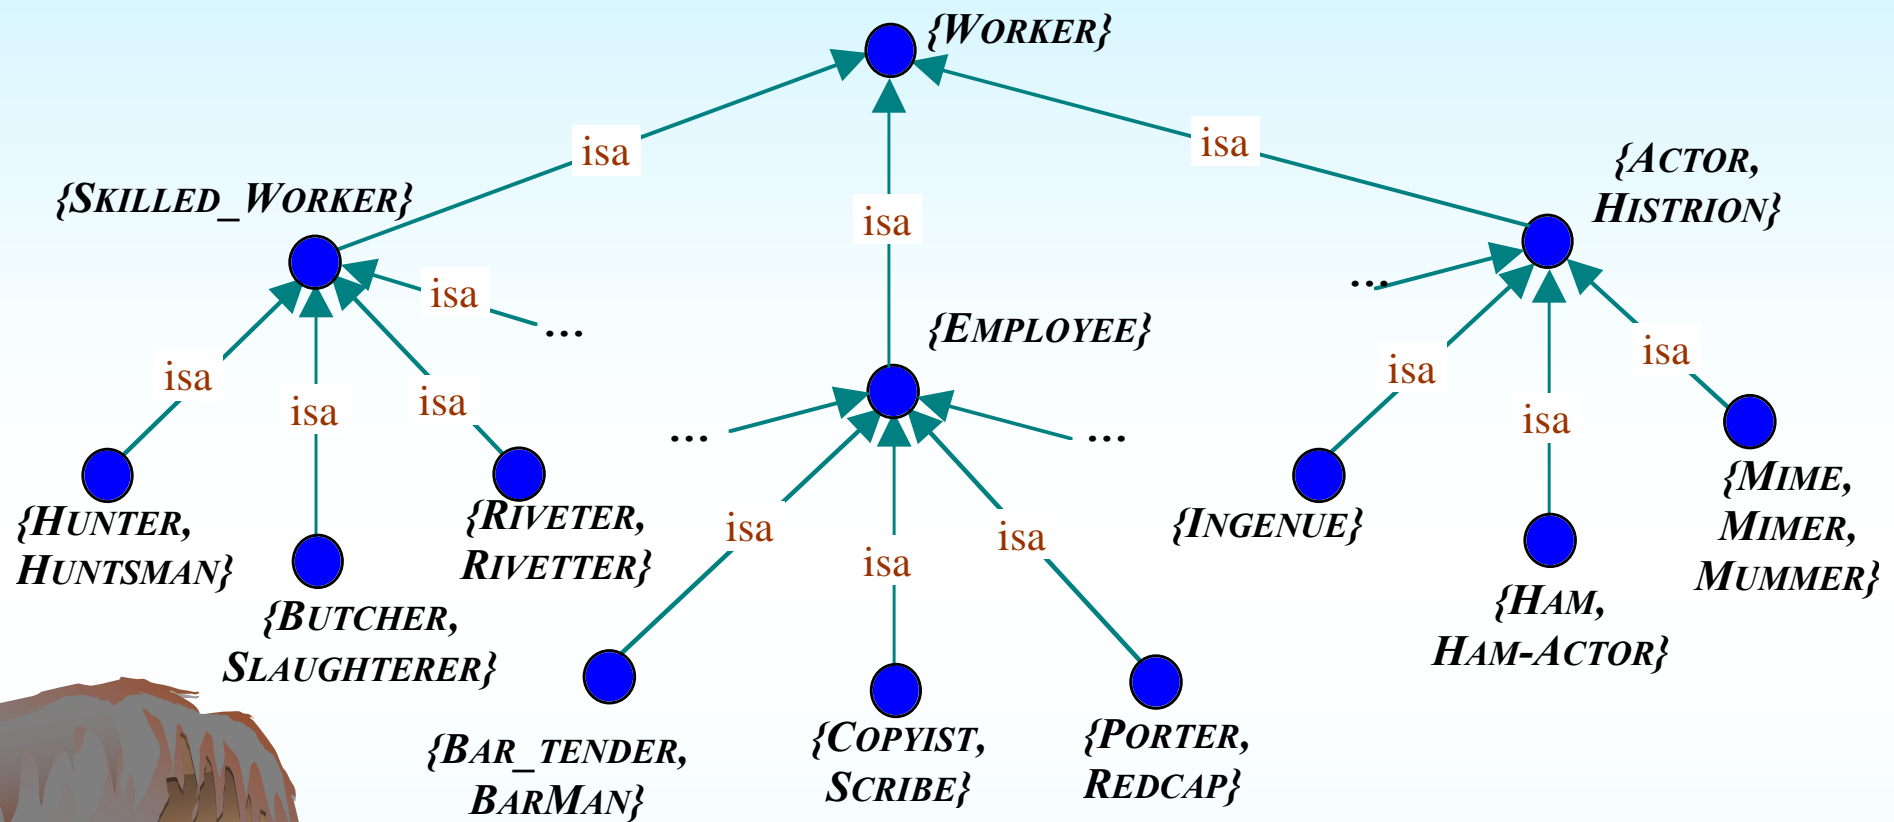 {WORKER}
isa
isa
isa
{ACTOR,
HISTRION}
{SKILLED_WORKER}
isa
...
...
{EMPLOYEE}
isa
isa
isa
isa
isa
isa
...
...
{HUNTER,
HUNTSMAN}
{RIVETER,
RIVETTER}
{INGENUE}
{MIME,
MIMER,
MUMMER}
isa
isa
isa
{BUTCHER,
SLAUGHTERER}
{HAM,
HAM-ACTOR}
{BAR_TENDER,
BARMAN}
{COPYIST,
SCRIBE}
{PORTER,
REDCAP}